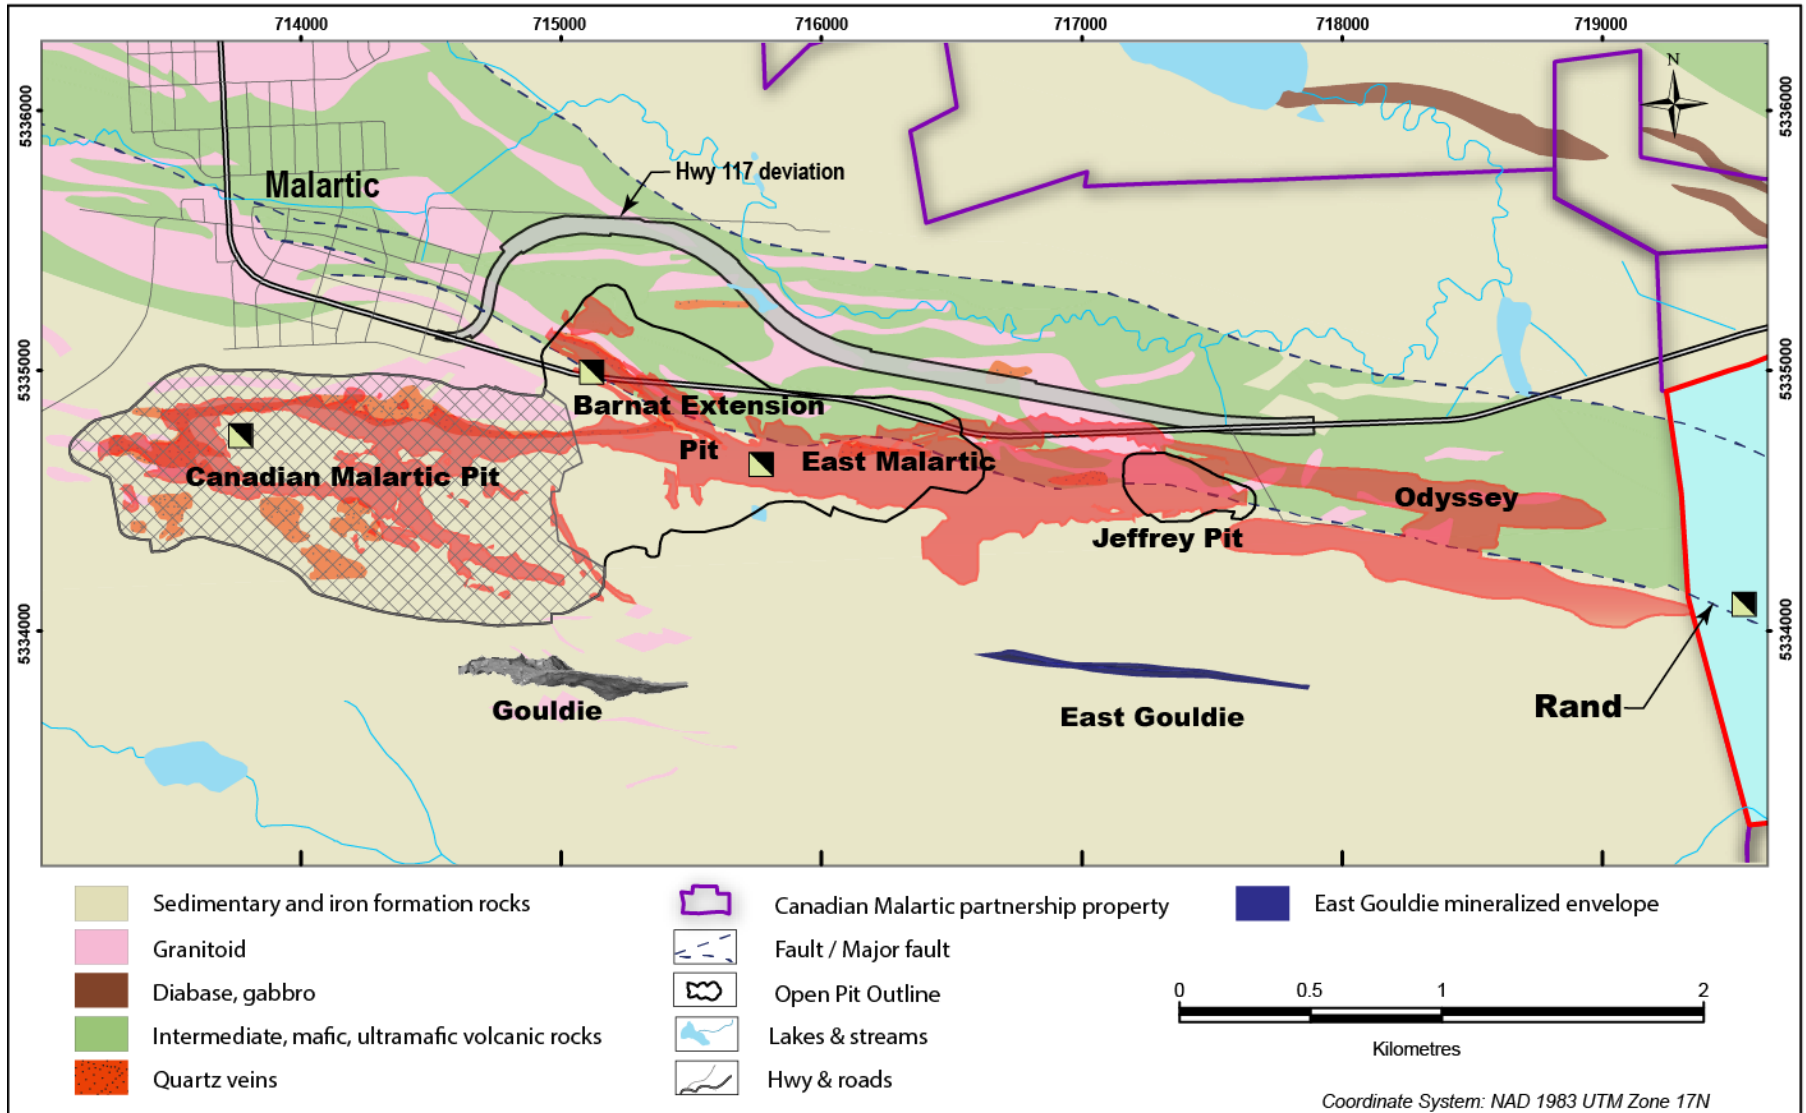 714000 715000 716000 717000 718000 719000
N
5336000 5336000
Hwy 117 deviation
Malartic
5335000 5335000
Barnat Extension
Pit
East Malartic
Canadian Malartic Pit
Odyssey
Jeffrey Pit
5334000 5334000
Rand
Gouldie
East Gouldie
Sedimentary and iron formation rocks
Granitoid
Diabase, gabbro
Intermediate, mafic, ultramafic volcanic rocks
Quartz veins
Canadian Malartic partnership property
Fault / Major fault
Open Pit Outline
Lakes & streams
Hwy & roads
East Gouldie mineralized envelope
0 0.5 1 2
Kilometres
Coordinate System: NAD 1983 UTM Zone 17N